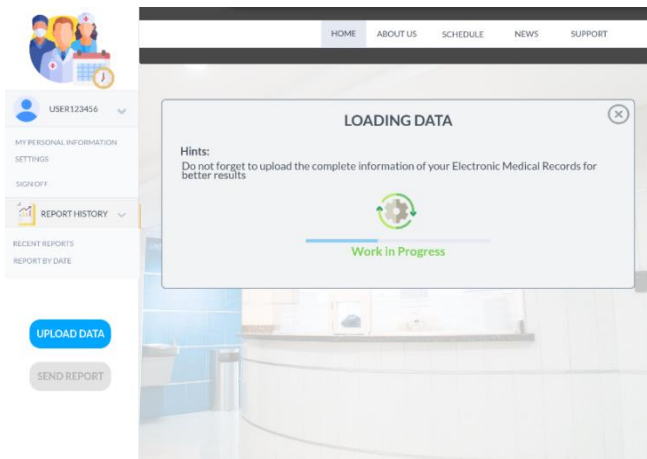 HOME ABOUT US SCHEDULE NEWS SUPPORT
USER123456
MY PERSONAL INFORMATION
SETTINGS
SIGN OFF
REPORT HISTORY
RECENT REPORTS
REPORT BY DATE
UPLOAD DATA
SEND REPORT
LOADING DATA
Hints:
Do not forget to upload the complete information of your Electronic Medical Records for
better results
Work in Progress